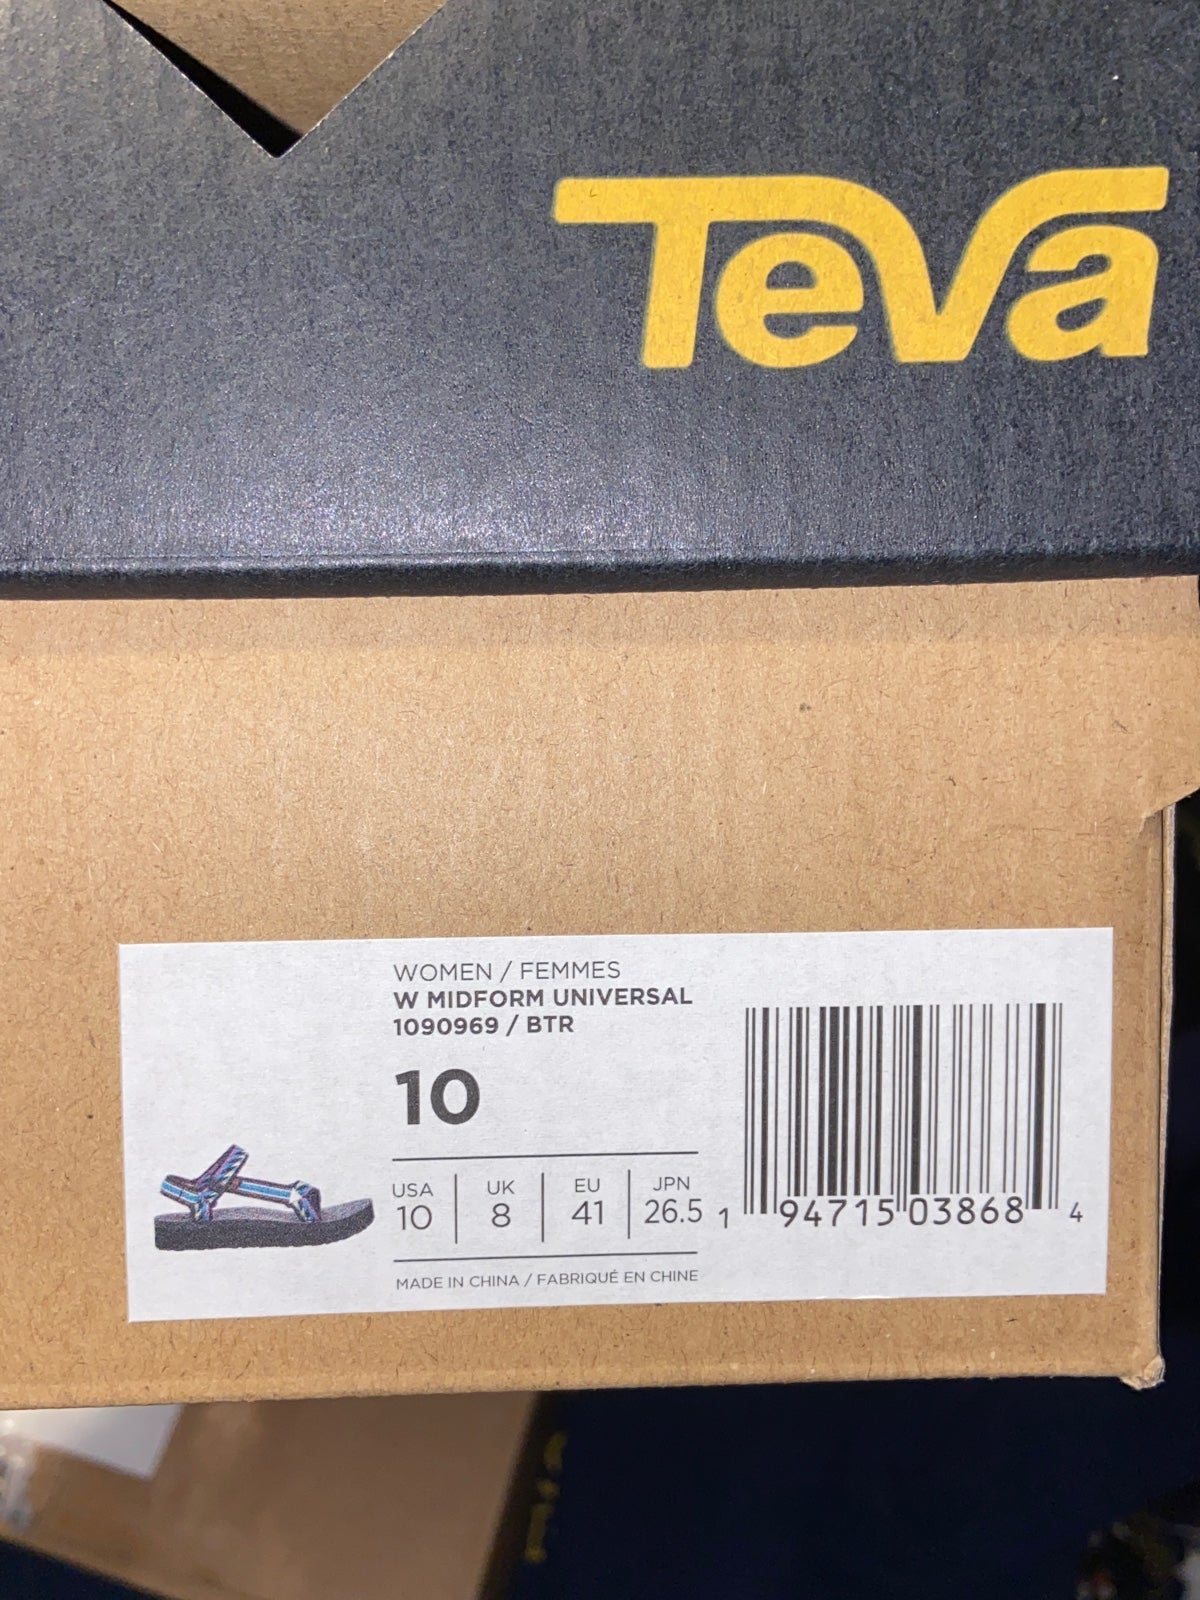 Teva
WOMEN / FEMMES
W MIDFORM UNIVERSAL
1090969 / BTR
10
USA UK EU JPN
10 8 41 26.5
MADE IN CHINA / FABRIQUÉ EN CHINE
1 94715 03868 4